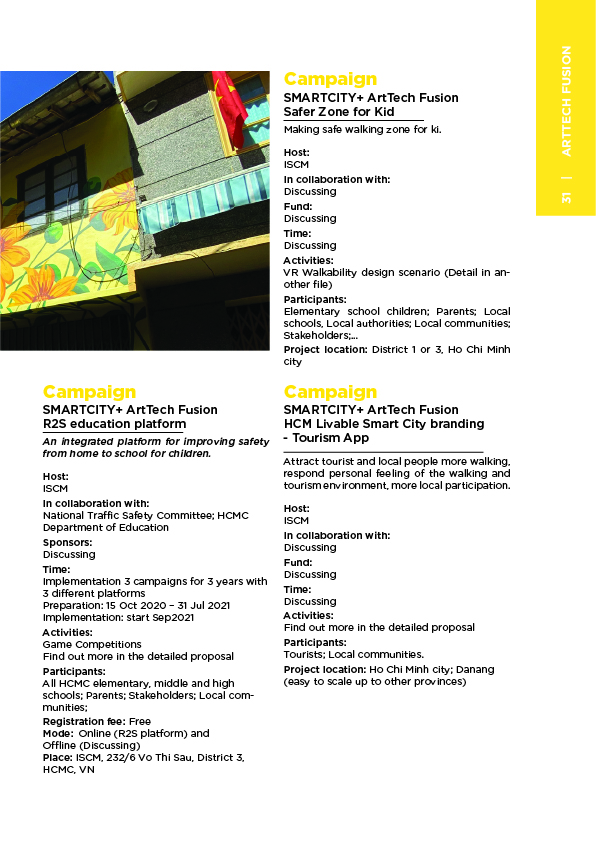 ARTTECH FUSION
31 |
Campaign
SMARTCITY+ ArtTech Fusion
Safer Zone for Kid
Making safe walking zone for ki.
Host:
ISCM
In collaboration with:
Discussing
Fund:
Discussing
Time:
Discussing
Activities:
VR Walkability design scenario (Detail in an-
other file)
Participants:
Elementary school children; Parents; Local
schools, Local authorities; Local communities;
Stakeholders;...
Project location: District 1 or 3, Ho Chi Minh
city
Campaign
SMARTCITY+ ArtTech Fusion
R2S education platform
An integrated platform for improving safety
from home to school for children.
Host:
ISCM
In collaboration with:
National Traffic Safety Committee; HCMC
Department of Education
Sponsors:
Discussing
Time:
Implementation 3 campaigns for 3 years with
3 different platforms
Preparation: 15 Oct 2020 – 31 Jul 2021
Implementation: start Sep2021
Activities:
Game Competitions
Find out more in the detailed proposal
Participants:
All HCMC elementary, middle and high
schools; Parents; Stakeholders; Local com-
munities;
Registration fee: Free
Mode: Online (R2S platform) and
Offline (Discussing)
Place: ISCM, 232/6 Vo Thi Sau, District 3,
HCMC, VN
Campaign
SMARTCITY+ ArtTech Fusion
HCM Livable Smart City branding
- Tourism App
Attract tourist and local people more walking,
respond personal feeling of the walking and
tourism environment, more local participation.
Host:
ISCM
In collaboration with:
Discussing
Fund:
Discussing
Time:
Discussing
Activities:
Find out more in the detailed proposal
Participants:
Tourists; Local communities.
Project location: Ho Chi Minh city; Danang
(easy to scale up to other provinces)